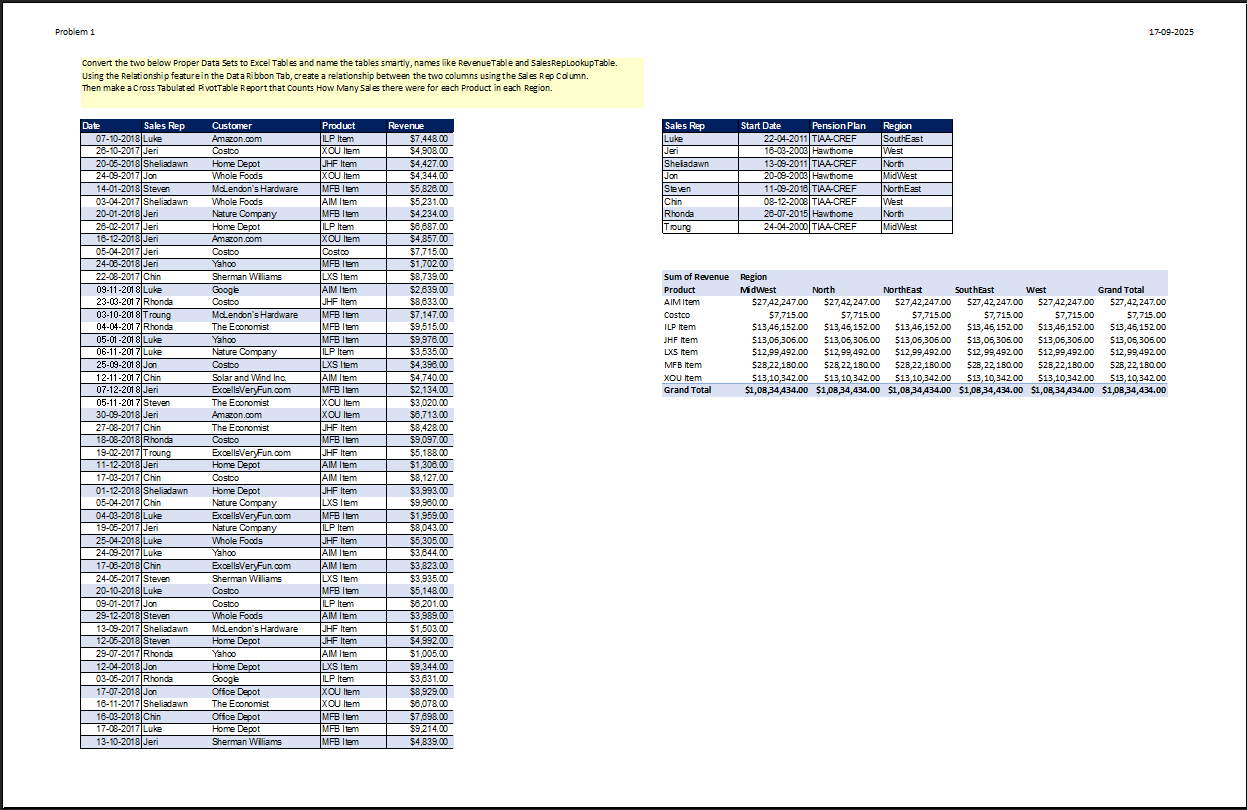 Problem 1 17-09-2025
Convert the two below Proper Data Sets to Excel Tables and name the tables smartly, names like RevenueTable and SalesRepLookupTable.
Using the Relationship feature in the Data Ribbon Tab, create a relationship between the two columns using the Sales Rep Column.
Then make a Cross Tabulated PivotTable Report that Counts How Many Sales there were for each Product in each Region.
Date Sales Rep Customer Product Revenue
07-10-2018 Luke Amazon.com ILP Item $7,448.00
26-10-2017 Jeri Costco XOU Item $4,908.00
20-05-2018 Sheliadawn Home Depot JHF Item $4,427.00
24-09-2017 Jon Whole Foods XOU Item $4,344.00
14-01-2018 Steven McLendon's Hardware MFB Item $5,826.00
03-04-2017 Sheliadawn Whole Foods AIM Item $5,231.00
20-01-2018 Jeri Nature Company MFB Item $4,234.00
26-02-2017 Jeri Home Depot ILP Item $6,687.00
16-12-2018 Jeri Amazon.com XOU Item $4,857.00
05-04-2017 Jeri Costco Costco $7,715.00
24-06-2018 Jeri Yahoo MFB Item $1,702.00
22-08-2017 Chin Sherman Williams LXS Item $8,739.00
09-11-2018 Luke Google AIM Item $2,639.00
23-03-2017 Rhonda Costco JHF Item $8,633.00
03-10-2018 Troung McLendon's Hardware MFB Item $7,147.00
04-04-2017 Rhonda The Economist MFB Item $9,515.00
05-01-2018 Luke Yahoo MFB Item $9,976.00
06-11-2017 Luke Nature Company ILP Item $3,535.00
25-09-2018 Jon Costco LXS Item $4,396.00
12-11-2017 Chin Solar and Wind Inc. AIM Item $4,740.00
07-12-2018 Jeri ExcelIsVeryFun.com MFB Item $2,134.00
05-11-2017 Steven The Economist XOU Item $3,020.00
30-09-2018 Jeri Amazon.com XOU Item $6,713.00
27-08-2017 Chin The Economist JHF Item $8,428.00
18-08-2018 Rhonda Costco MFB Item $9,097.00
19-02-2017 Troung ExcelIsVeryFun.com JHF Item $5,188.00
11-12-2018 Jeri Home Depot AIM Item $1,306.00
17-03-2017 Chin Costco AIM Item $8,127.00
01-12-2018 Sheliadawn Home Depot JHF Item $3,993.00
05-04-2017 Chin Nature Company LXS Item $9,960.00
04-03-2018 Luke ExcelIsVeryFun.com MFB Item $1,959.00
19-05-2017 Jeri Nature Company ILP Item $8,043.00
25-04-2018 Luke Whole Foods JHF Item $5,305.00
24-09-2017 Luke Yahoo AIM Item $3,644.00
17-06-2018 Chin ExcelIsVeryFun.com AIM Item $3,823.00
24-05-2017 Steven Sherman Williams LXS Item $3,935.00
20-10-2018 Luke Costco MFB Item $5,148.00
09-01-2017 Jon Costco ILP Item $6,201.00
29-12-2018 Steven Whole Foods AIM Item $3,989.00
13-09-2017 Sheliadawn McLendon's Hardware JHF Item $1,503.00
12-05-2018 Steven Home Depot JHF Item $4,992.00
29-07-2017 Rhonda Yahoo AIM Item $1,005.00
12-04-2018 Jon Home Depot LXS Item $9,344.00
03-05-2017 Rhonda Google ILP Item $3,631.00
17-07-2018 Jon Office Depot XOU Item $8,929.00
16-11-2017 Sheliadawn The Economist XOU Item $6,078.00
16-03-2018 Chin Office Depot MFB Item $7,698.00
17-08-2017 Luke Home Depot MFB Item $9,214.00
13-10-2018 Jeri Sherman Williams MFB Item $4,839.00
Sales Rep Start Date Pension Plan Region
Luke 22-04-2011 TIAA-CREF SouthEast
Jeri 16-03-2003 Hawthorne West
Sheliadawn 13-09-2011 TIAA-CREF North
Jon 20-09-2003 Hawthorne MidWest
Steven 11-09-2016 TIAA-CREF NorthEast
Chin 08-12-2008 TIAA-CREF West
Rhonda 26-07-2015 Hawthorne North
Troung 24-04-2000 TIAA-CREF MidWest
Sum of Revenue Region
Product MidWest North NorthEast SouthEast West Grand Total
AIM Item $27,42,247.00 $27,42,247.00 $27,42,247.00 $27,42,247.00 $27,42,247.00 $27,42,247.00
Costco $7,715.00 $7,715.00 $7,715.00 $7,715.00 $7,715.00 $7,715.00
ILP Item $13,46,152.00 $13,46,152.00 $13,46,152.00 $13,46,152.00 $13,46,152.00 $13,46,152.00
JHF Item $13,06,306.00 $13,06,306.00 $13,06,306.00 $13,06,306.00 $13,06,306.00 $13,06,306.00
LXS Item $12,99,492.00 $12,99,492.00 $12,99,492.00 $12,99,492.00 $12,99,492.00 $12,99,492.00
MFB Item $28,22,180.00 $28,22,180.00 $28,22,180.00 $28,22,180.00 $28,22,180.00 $28,22,180.00
XOU Item $13,10,342.00 $13,10,342.00 $13,10,342.00 $13,10,342.00 $13,10,342.00 $13,10,342.00
Grand Total $1,08,34,434.00 $1,08,34,434.00 $1,08,34,434.00 $1,08,34,434.00 $1,08,34,434.00 $1,08,34,434.00